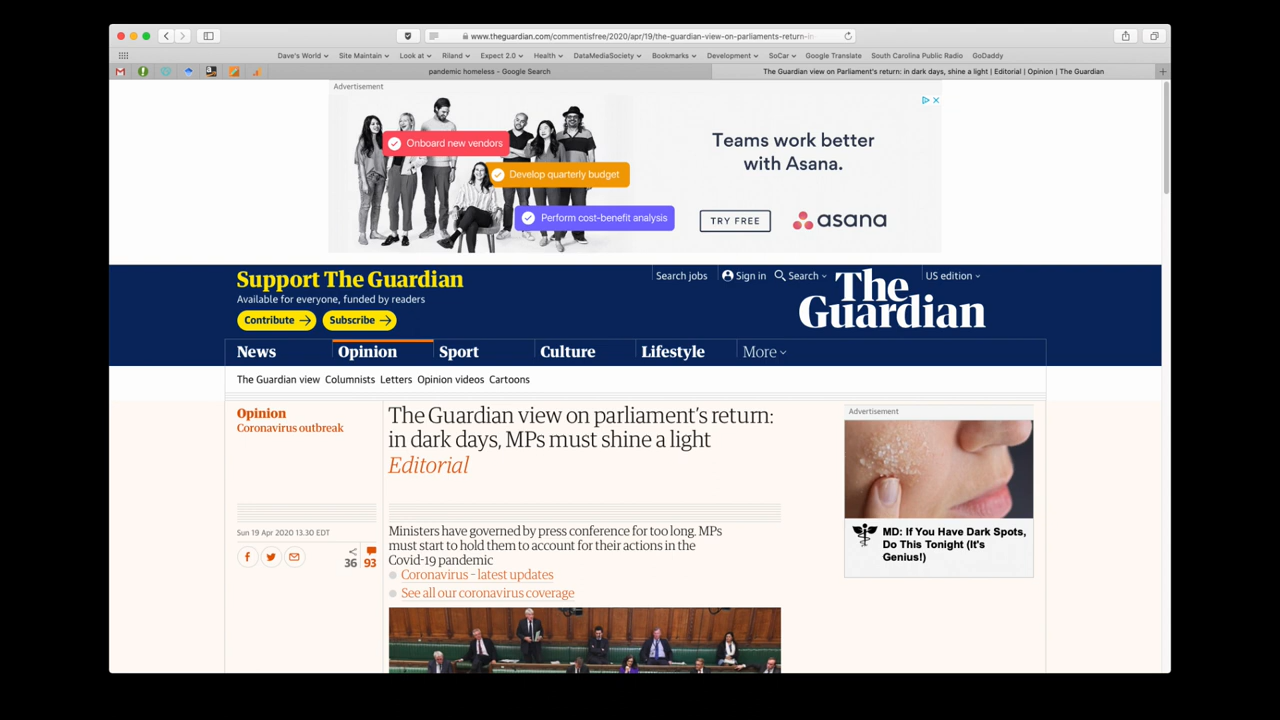 www.theguardian.com/commentisfree/2020/apr/19/the-guardian-view-on-parliaments-return-in-
Dave's World
Site Maintain
Look at
Riland
Expect 2.0
Health
DataMediaSociety
Bookmarks
Development
SoCar
Google Translate
South Carolina Public Radio
GoDaddy
pandemic homeless - Google Search
The Guardian view on Parliament's return: in dark days, shine a light | Editorial | Opinion | The Guardian
Advertisement
Onboard new vendors
Develop quarterly budget
Perform cost-benefit analysis
Teams work better
with Asana.
TRY FREE
asana
Support The Guardian
Available for everyone, funded by readers
Contribute
Subscribe
Search jobs
Sign in
Search
US edition
The
Guardian
News
Opinion
Sport
Culture
Lifestyle
More
The Guardian view
Columnists
Letters
Opinion videos
Cartoons
Opinion
Coronavirus outbreak
The Guardian view on parliament's return:
in dark days, MPs must shine a light
Editorial
Sun 19 Apr 2020 13.30 EDT
36
93
Ministers have governed by press conference for too long. MPs
must start to hold them to account for their actions in the
Covid-19 pandemic
Coronavirus – latest updates
See all our coronavirus coverage
Advertisement
MD: If You Have Dark Spots,
Do This Tonight (It's
Genius!)